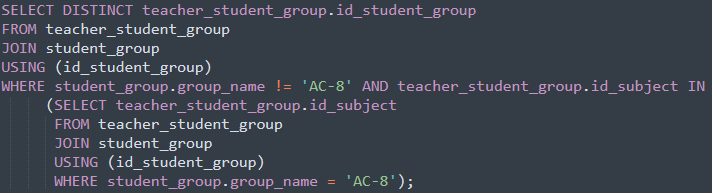 SELECT DISTINCT teacher_student_group.id_student_group
FROM teacher_student_group
JOIN student_group
USING (id_student_group)
WHERE student_group.group_name != 'AC-8' AND teacher_student_group.id_subject IN
(SELECT teacher_student_group.id_subject
FROM teacher_student_group
JOIN student_group
USING (id_student_group)
WHERE student_group.group_name = 'AC-8');